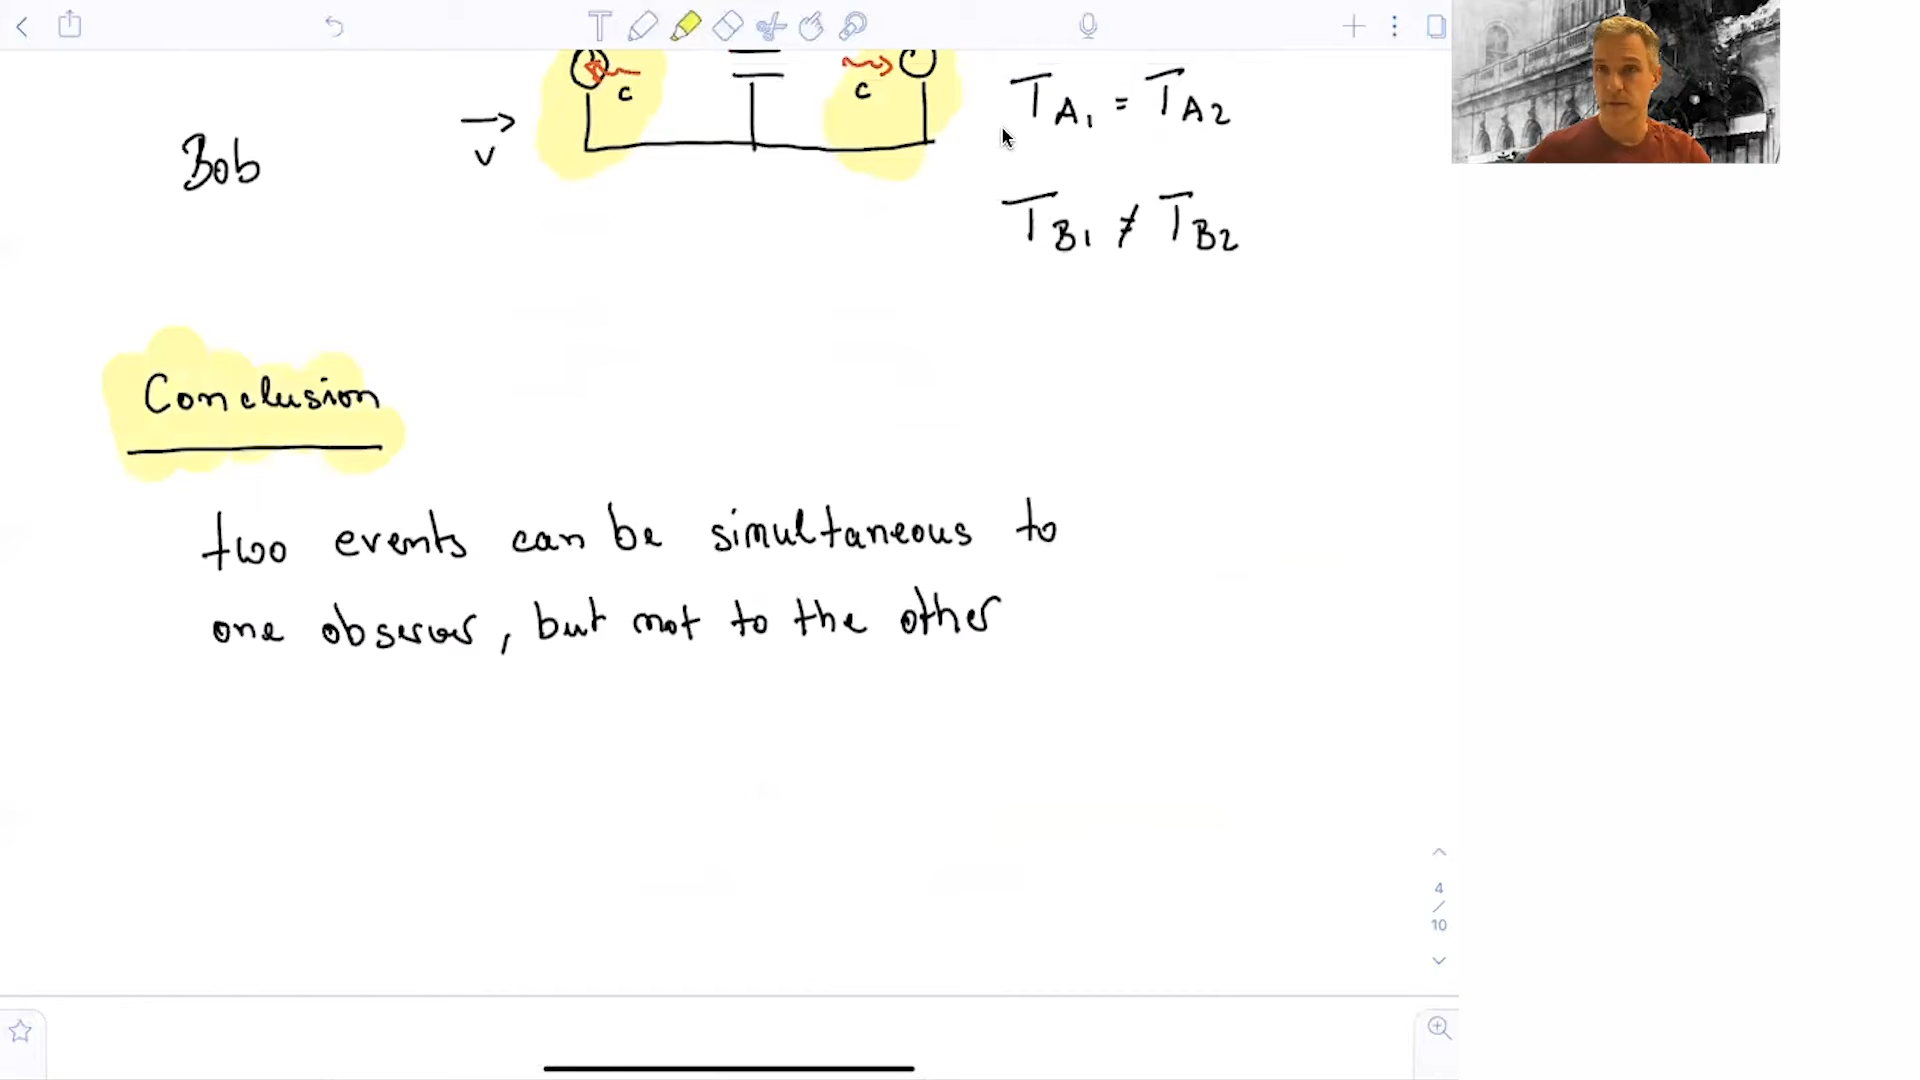 c
c
T_A1 = T_A2
v
Bob
T_B1 ≠ T_B2
Conclusion
two events can be simultaneous to
one observer, but not to the other
4
/
10